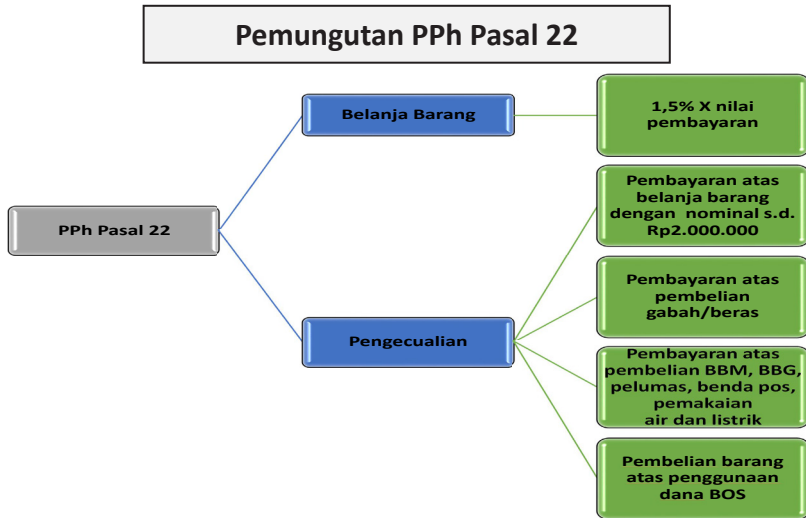 Pemungutan PPh Pasal 22
PPh Pasal 22
Belanja Barang
1,5% X nilai
pembayaran
Pengecualian
Pembayaran atas
belanja barang
dengan nominal s.d.
Rp2.000.000
Pembayaran atas
pembelian
gabah/beras
Pembayaran atas
pembelian BBM, BBG,
pelumas, benda pos,
pemakaian
air dan listrik
Pembelian barang
atas penggunaan
dana BOS